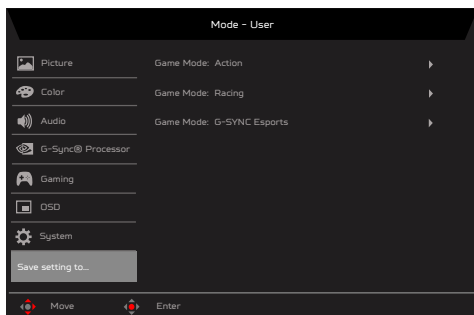 Mode - User
Picture
Game Mode: Action
Color
Game Mode: Racing
Audio
Game Mode: G-SYNC Esports
G-Sync® Processor
Gaming
OSD
System
Save setting to...
Move
Enter